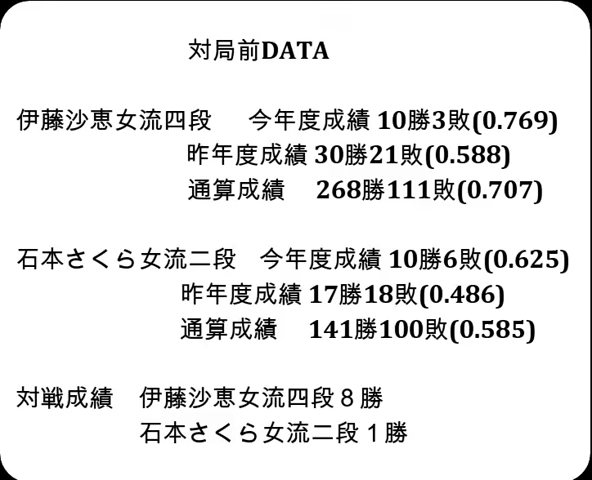 対局前DATA
伊藤沙恵女流四段 今年度成績 10勝3敗(0.769)
昨年度成績 30勝21敗(0.588)
通算成績 268勝111敗(0.707)
石本さくら女流二段 今年度成績 10勝6敗(0.625)
昨年度成績 17勝18敗(0.486)
通算成績 141勝100敗(0.585)
対戦成績 伊藤沙恵女流四段８勝
石本さくら女流二段１勝